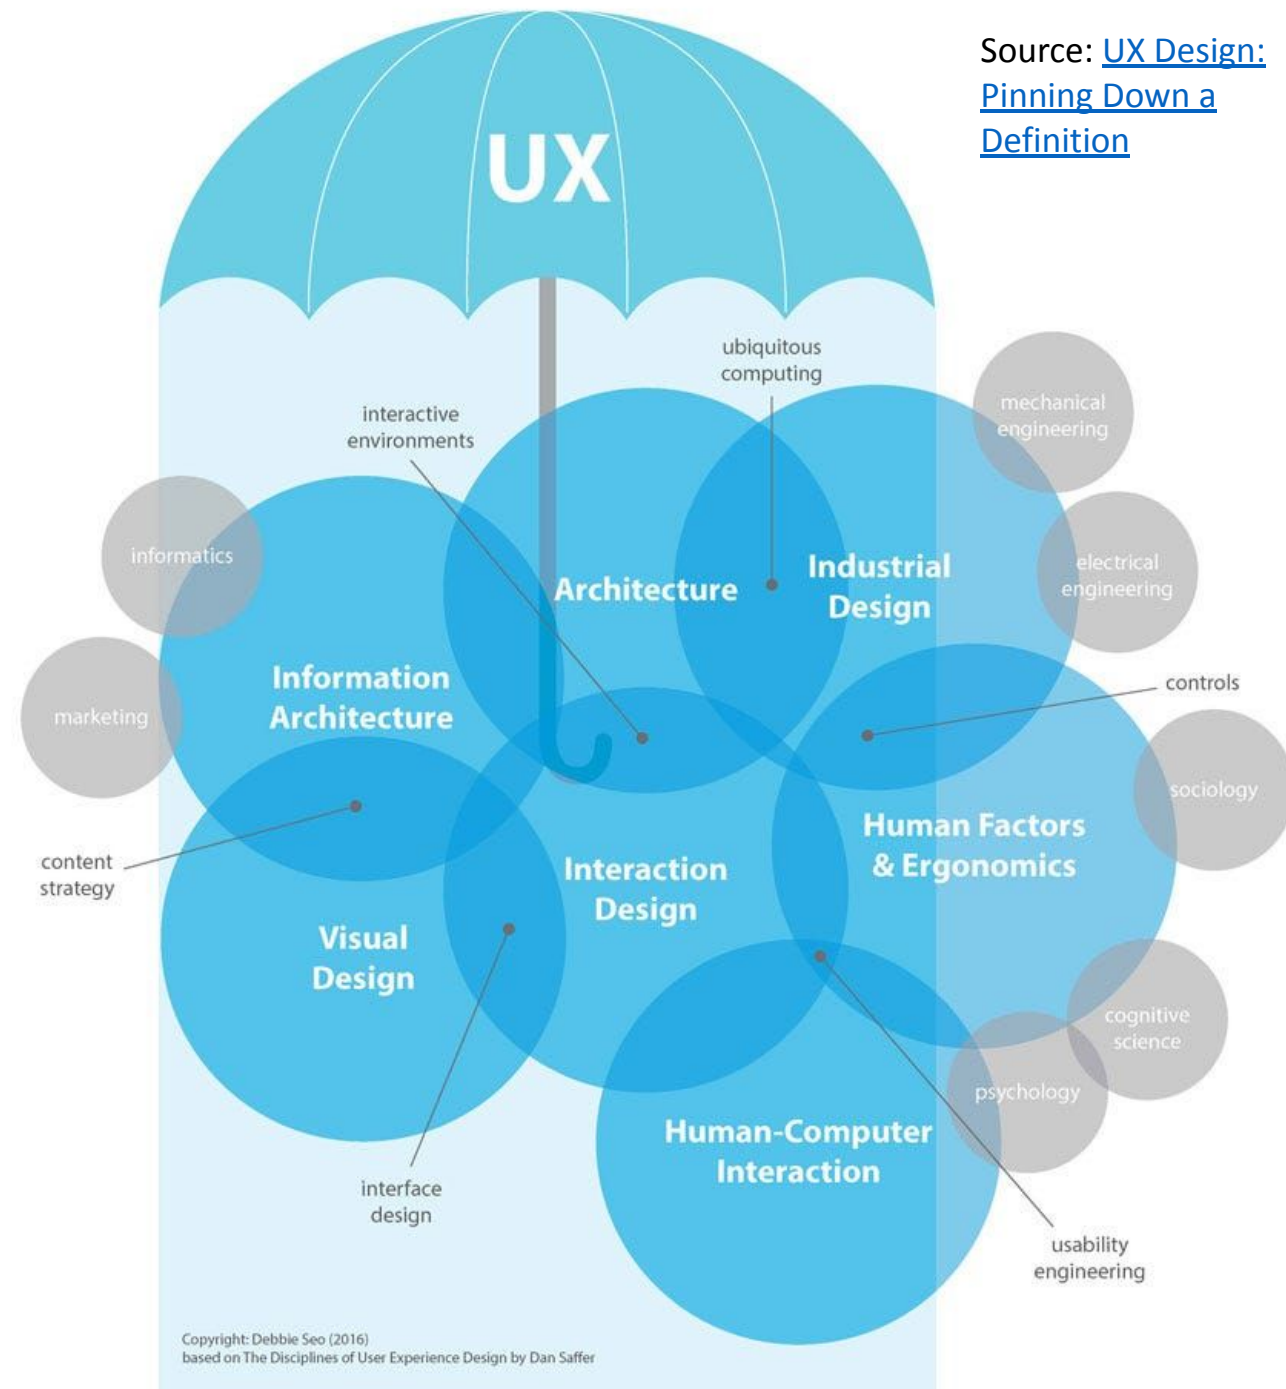 Source: UX Design:
Pinning Down a
Definition
UX
ubiquitous
computing
interactive
environments
mechanical
engineering
informatics
electrical
engineering
Architecture
Industrial
Design
Information
Architecture
controls
marketing
sociology
content
strategy
Interaction
Design
Human Factors
& Ergonomics
Visual
Design
cognitive
science
psychology
Human-Computer
Interaction
interface
design
usability
engineering
Copyright: Debbie Seo (2016)
based on The Disciplines of User Experience Design by Dan Saffer